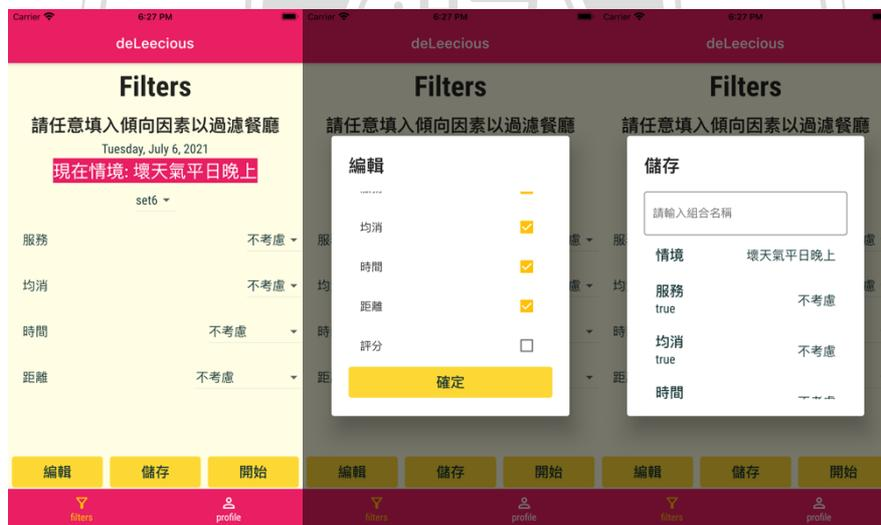 Carrier 6:27 PM
deLeecious
Filters
請任意填入傾向因素以過濾餐廳
Tuesday, July 6, 2021
現在情境: 壞天氣平日晚上
set6
服務 不考慮
均消 不考慮
時間 不考慮
距離 不考慮
編輯 儲存 開始
filters profile
Carrier 6:27 PM
deLeecious
Filters
請任意填入傾向因素以過濾餐廳
編輯
均消
時間
距離
評分
確定
編輯 儲存 開始
filters profile
Carrier 6:27 PM
deLeecious
Filters
請任意填入傾向因素以過濾餐廳
儲存
請輸入組合名稱
情境 壞天氣平日晚上
服務 不考慮
true
均消 不考慮
true
時間
編輯 儲存 開始
filters profile